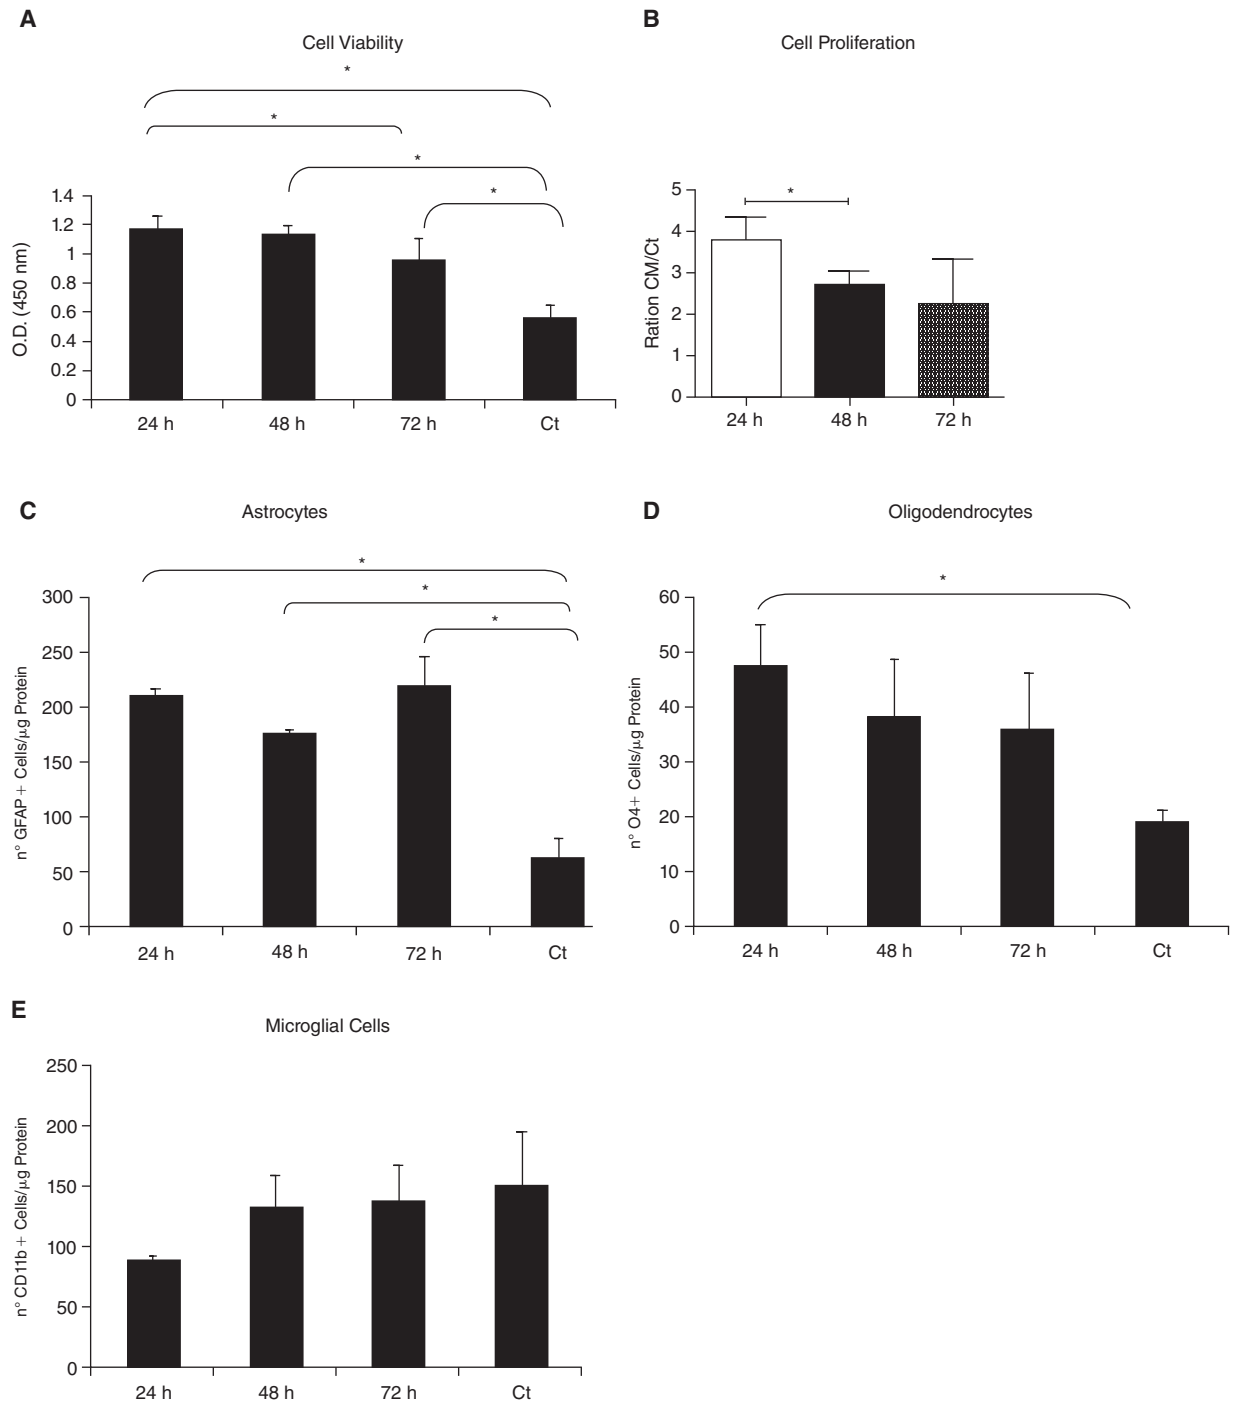 A
Cell Viability
*
*
*
*
1.4
1.2
1
0.8
0.6
0.4
0.2
0
O.D. (450 nm)
24 h
48 h
72 h
Ct
B
Cell Proliferation
*
5
4
3
2
1
0
Ration CM/Ct
24 h
48 h
72 h
C
Astrocytes
*
*
*
300
250
200
150
100
50
0
n° GFAP + Cells/μg Protein
24 h
48 h
72 h
Ct
D
Oligodendrocytes
*
60
50
40
30
20
10
0
n° O4+ Cells/μg Protein
24 h
48 h
72 h
Ct
E
Microglial Cells
250
200
150
100
50
0
n° CD11b + Cells/μg Protein
24 h
48 h
72 h
Ct